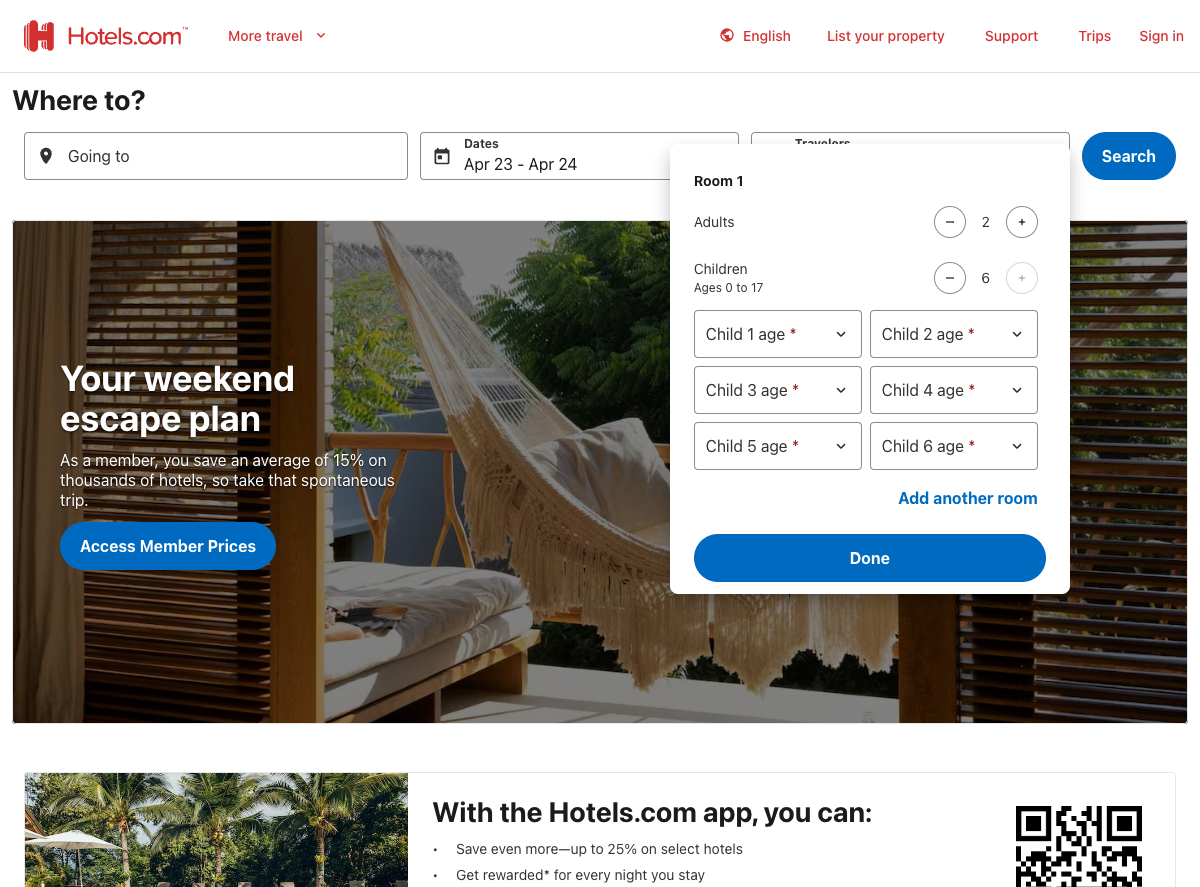 Hotels.com™
More travel
English
List your property
Support
Trips
Sign in
Where to?
Going to
Dates
Apr 23 - Apr 24
Travelers
Search
Room 1
Adults
2
Children
Ages 0 to 17
6
Child 1 age *
Child 2 age *
Child 3 age *
Child 4 age *
Child 5 age *
Child 6 age *
Add another room
Done
Your weekend
escape plan
As a member, you save an average of 15% on
thousands of hotels, so take that spontaneous
trip.
Access Member Prices
With the Hotels.com app, you can:
• Save even more—up to 25% on select hotels
• Get rewarded* for every night you stay